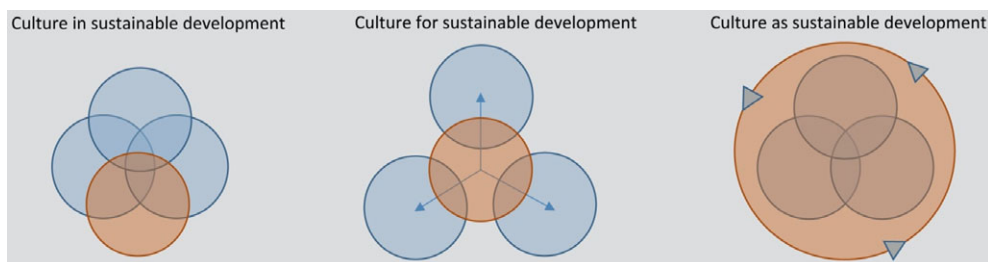 Culture in sustainable development
Culture for sustainable development
Culture as sustainable development